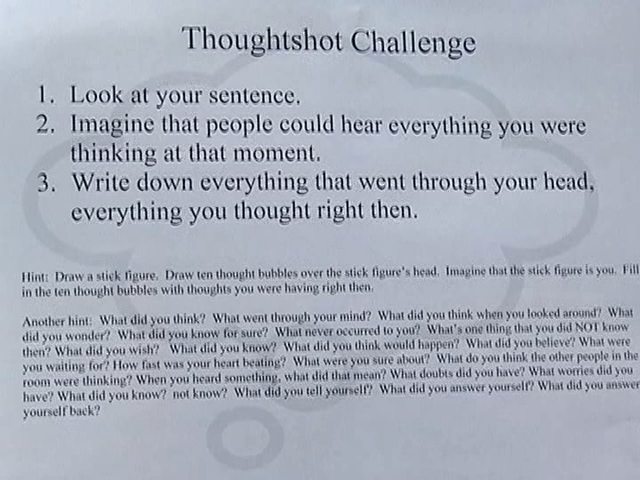 Thoughtshot Challenge
1. Look at your sentence.
2. Imagine that people could hear everything you were
thinking at that moment.
3. Write down everything that went through your head,
everything you thought right then.
Hint: Draw a stick figure. Draw ten thought bubbles over the stick figure's head. Imagine that the stick figure is you. Fill
in the ten thought bubbles with thoughts you were having right then.
Another hint: What did you think? What went through your mind? What did you think when you looked around? What
did you wonder? What did you know for sure? What never occurred to you? What's one thing that you did NOT know
then? What did you wish? What did you know? What did you think would happen? What did you believe? What were
you waiting for? How fast was your heart beating? What were you sure about? What do you think the other people in the
room were thinking? When you heard something, what did that mean? What doubts did you have? What worries did you
have? What did you know? not know? What did you tell yourself? What did you answer yourself? What did you answer
yourself back?